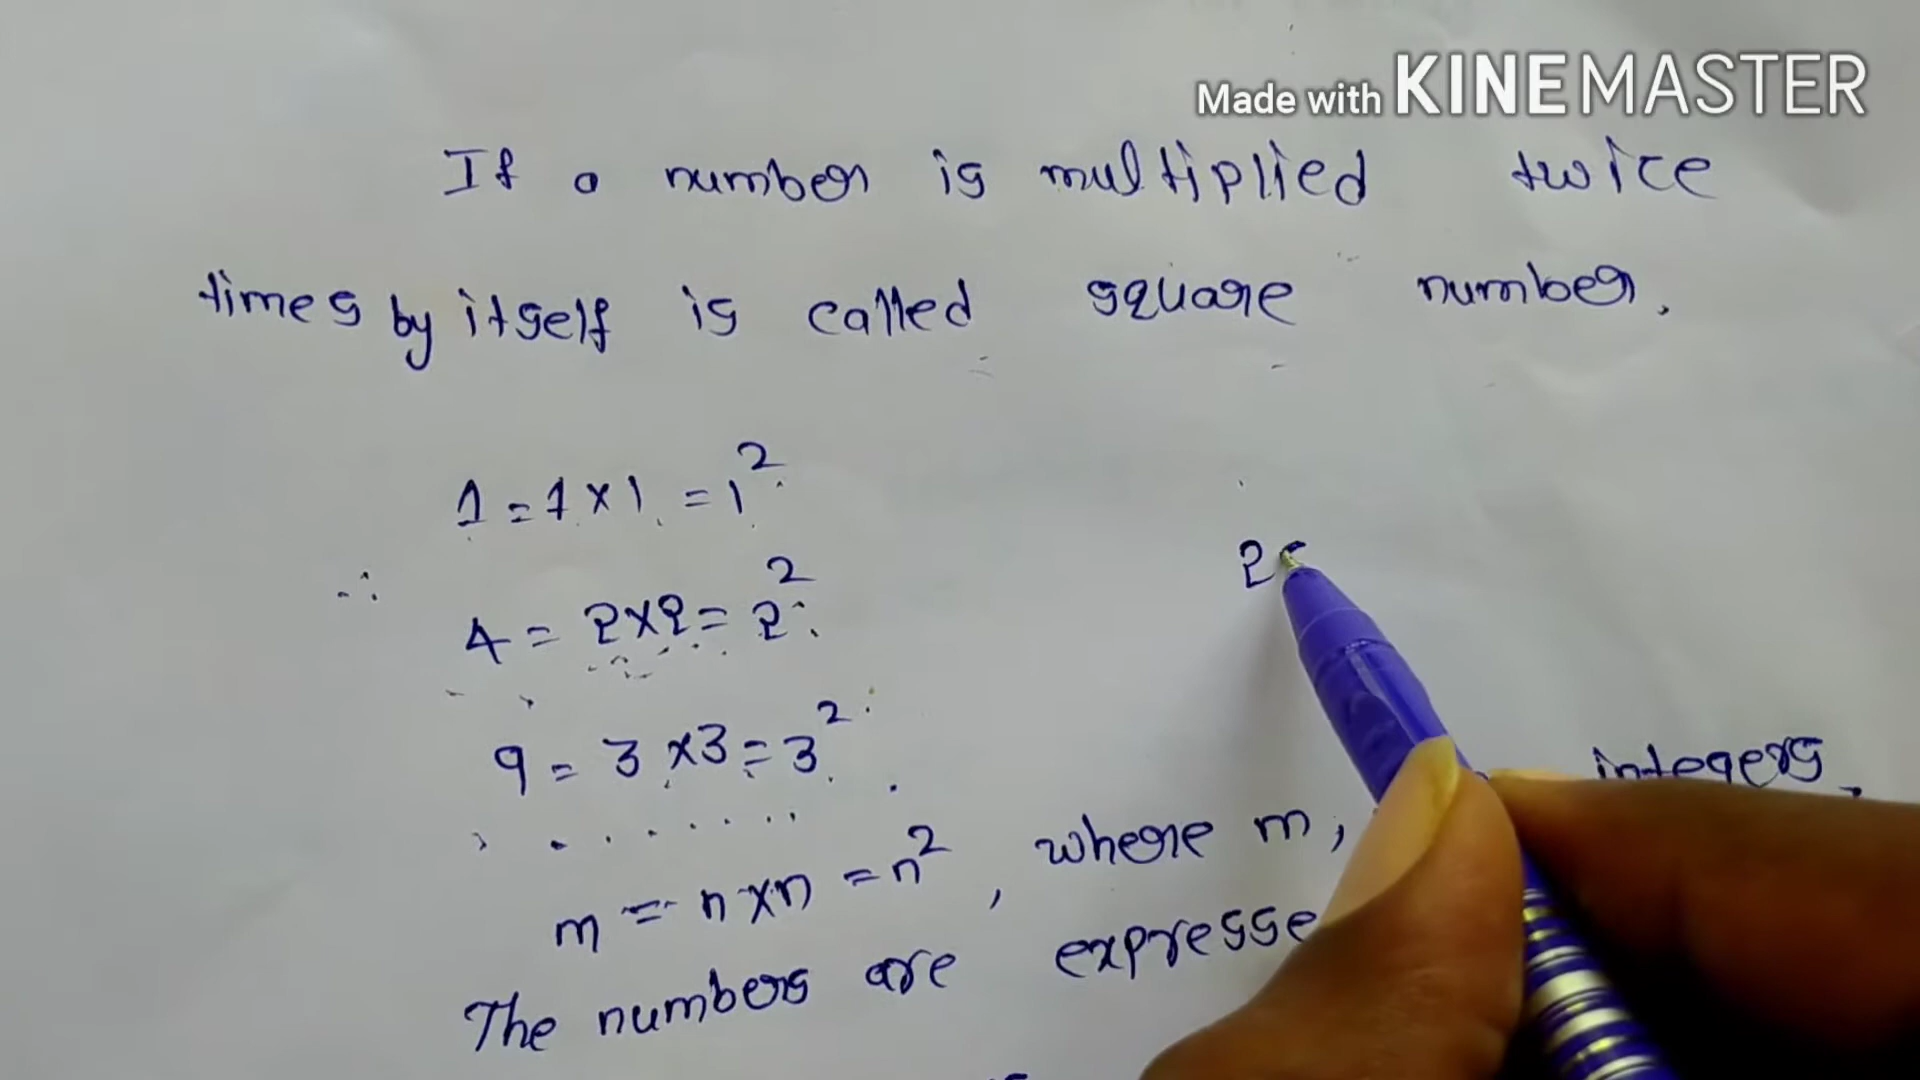 Made with KINEMASTER
If a number is multiplied twice
times by itself is called square number.
1 = 1 × 1 = 1²
∴
4 = 2×2 = 2²
25
9 = 3 ×3 = 3²
integers
m = n ×n = n² , where m,
The numbers are expresse